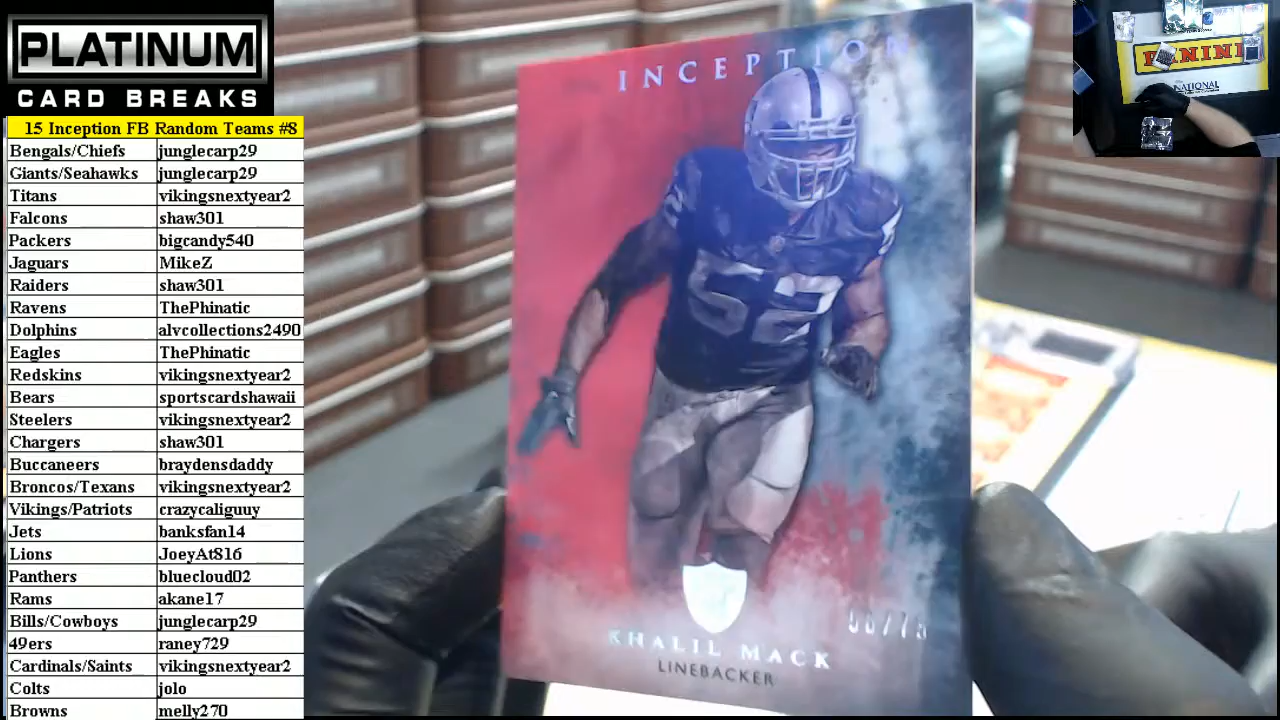 PLATINUM
CARD BREAKS
15 Inception FB Random Teams #8
Bengals/Chiefs junglecarp29
Giants/Seahawks junglecarp29
Titans vikingsnextyear2
Falcons shaw301
Packers bigcandy540
Jaguars MikeZ
Raiders shaw301
Ravens ThePhinatic
Dolphins alvcollections2490
Eagles ThePhinatic
Redskins vikingsnextyear2
Bears sportscardshawaii
Steelers vikingsnextyear2
Chargers shaw301
Buccaneers braydensdaddy
Broncos/Texans vikingsnextyear2
Vikings/Patriots crazycaliguuy
Jets banksfan14
Lions JoeyAt816
Panthers bluecloud02
Rams akane17
Bills/Cowboys junglecarp29
49ers raney729
Cardinals/Saints vikingsnextyear2
Colts jolo
Browns melly270
INCEPTION
52
KHALIL MACK
LINEBACKER
PANINI
NATIONAL